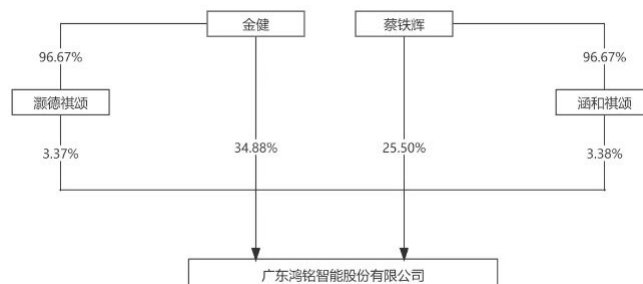 金健
蔡铁辉
96.67%
96.67%
灏德祺颂
涵和祺颂
3.37%
34.88%
25.50%
3.38%
广东鸿铭智能股份有限公司